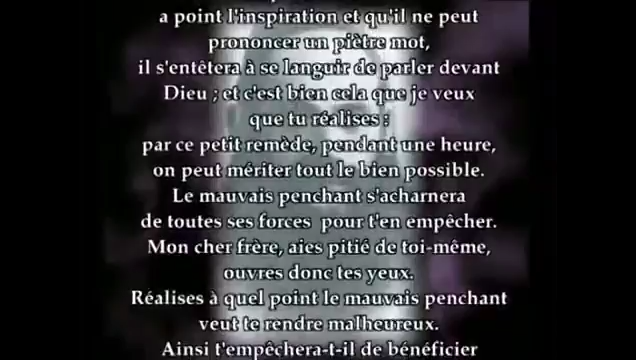 a point l'inspiration et qu'il ne peut
prononcer un piètre mot,
il s'entêtera à se languir de parler devant
Dieu ; et c'est bien cela que je veux
que tu réalises :
par ce petit remède, pendant une heure,
on peut mériter tout le bien possible.
Le mauvais penchant s'acharnera
de toutes ses forces pour t'en empêcher.
Mon cher frère, aies pitié de toi-même,
ouvres donc tes yeux.
Réalises à quel point le mauvais penchant
veut te rendre malheureux.
Ainsi t'empêchera-t-il de bénéficier